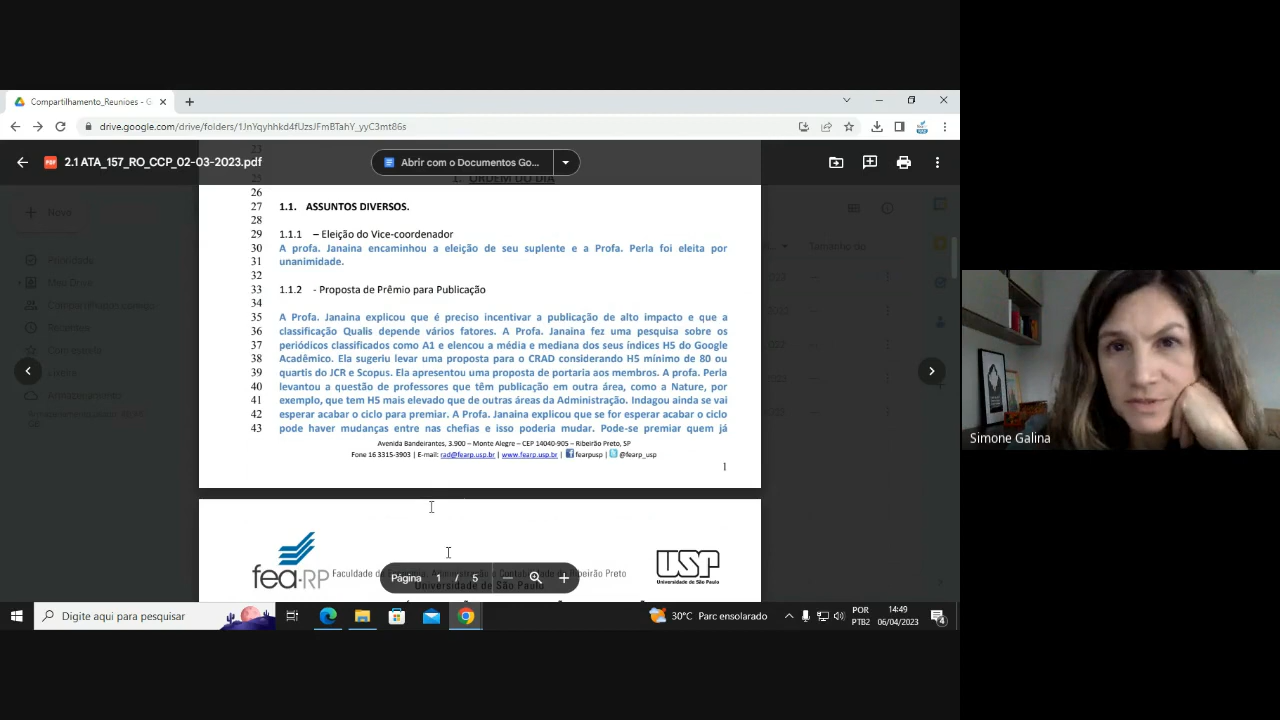 Compartilhamento_Reunioes - G
drive.google.com/drive/folders/1JnYqyhhkd4fUzsJFmBTahY_yyC3mt86s
2.1 ATA_157_RO_CCP_02-03-2023.pdf
Abrir com o Documentos Go...
23
25 1. ORDEM DO DIA
26
27 1.1. ASSUNTOS DIVERSOS.
28
29 1.1.1 – Eleição do Vice-coordenador
30 A profa. Janaina encaminhou a eleição de seu suplente e a Profa. Perla foi eleita por
31 unanimidade.
32
33 1.1.2 - Proposta de Prêmio para Publicação
34
35 A Profa. Janaina explicou que é preciso incentivar a publicação de alto impacto e que a
36 classificação Qualis depende vários fatores. A Profa. Janaina fez uma pesquisa sobre os
37 periódicos classificados como A1 e elencou a média e mediana dos seus índices H5 do Google
38 Acadêmico. Ela sugeriu levar uma proposta para o CRAD considerando H5 mínimo de 80 ou
39 quartis do JCR e Scopus. Ela apresentou uma proposta de portaria aos membros. A profa. Perla
40 levantou a questão de professores que têm publicação em outra área, como a Nature, por
41 exemplo, que tem H5 mais elevado que de outras áreas da Administração. Indagou ainda se vai
42 esperar acabar o ciclo para premiar. A Profa. Janaina explicou que se for esperar acabar o ciclo
43 pode haver mudanças entre nas chefias e isso poderia mudar. Pode-se premiar quem já
Avenida Bandeirantes, 3.900 – Monte Alegre – CEP 14040-905 – Ribeirão Preto, SP
Fone 16 3315-3903 | E-mail: rad@fearp.usp.br | www.fearp.usp.br | fearpusp | @fearp_usp
1
fea-RP Faculdade de Economia, Administração e Contabilidade de Ribeirão Preto
Universidade de São Paulo
USP
Universidade de São Paulo
Página 1 / 5
Simone Galina
Digite aqui para pesquisar
30°C Parc ensolarado
POR
PTB2
14:49
06/04/2023
4